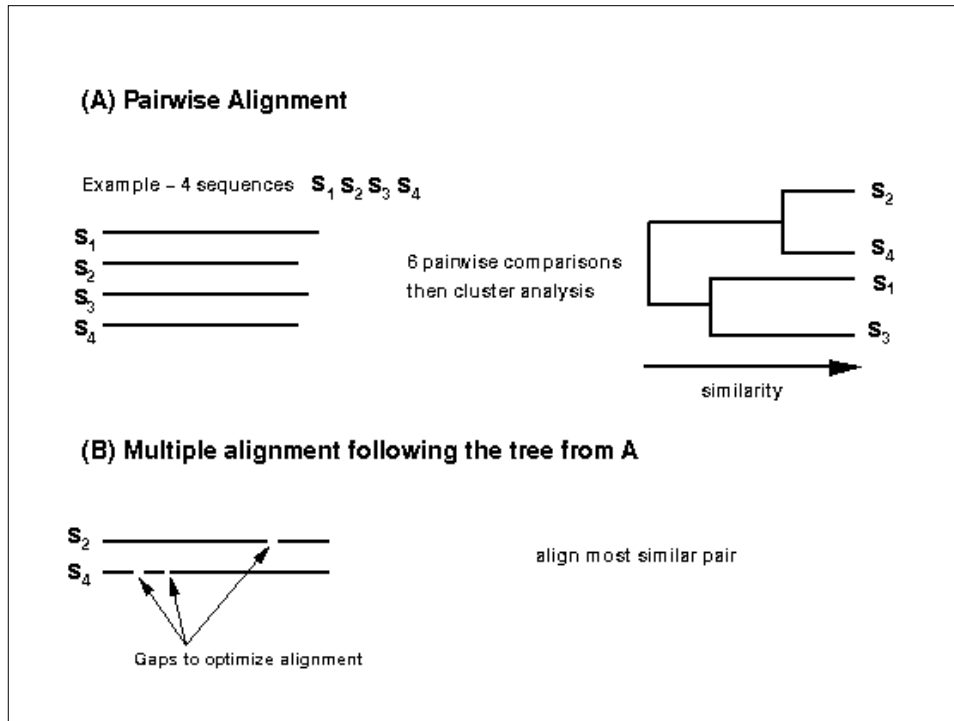 (A) Pairwise Alignment
Example – 4 sequences S1 S2 S3 S4
S1
S2
S3
S4
6 pairwise comparisons
then cluster analysis
S2
S4
S1
S3
similarity
(B) Multiple alignment following the tree from A
S2
S4
align most similar pair
Gaps to optimize alignment